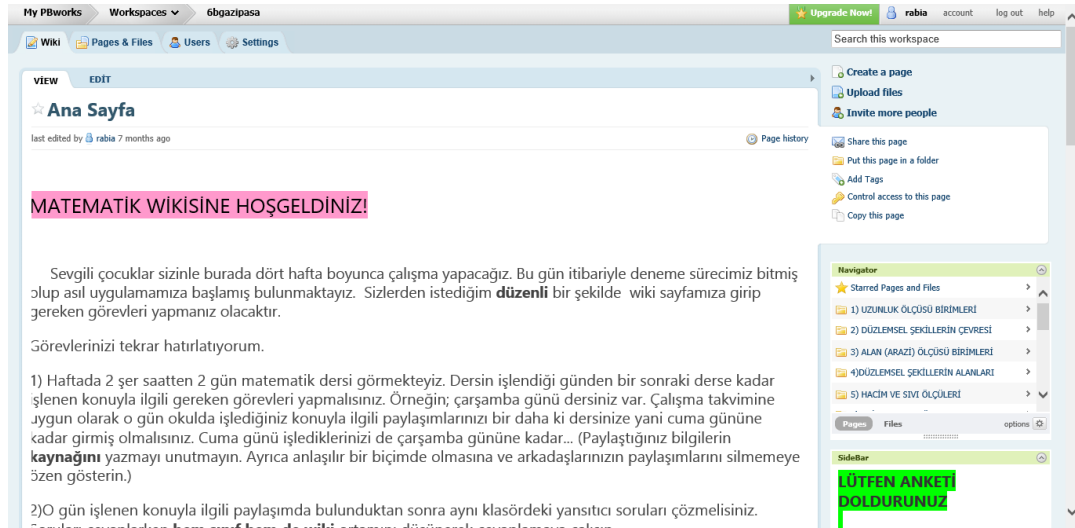 My PBworks Workspaces 6bgazipasa Upgrade Now! rabia account log out help
Wiki Pages & Files Users Settings
Search this workspace
VİEW EDİT
Ana Sayfa
last edited by rabia 7 months ago Page history
MATEMATİK WİKİSİNE HOŞGELDİNİZ!
Sevgili çocuklar sizinle burada dört hafta boyunca çalışma yapacağız. Bu gün itibariyle deneme sürecimiz bitmiş
olup asıl uygulamamıza başlamış bulunmaktayız. Sizlerden istediğim düzenli bir şekilde wiki sayfamıza girip
gereken görevleri yapmanız olacaktır.
Görevlerinizi tekrar hatırlatıyorum.
1) Haftada 2 şer saatten 2 gün matematik dersi görmekteyiz. Dersin işlendiği günden bir sonraki derse kadar
işlenen konuyla ilgili gereken görevleri yapmalısınız. Örneğin; çarşamba günü dersiniz var. Çalışma takvimine
uygun olarak o gün okulda işlediğiniz konuyla ilgili paylaşımlarınızı bir daha ki dersinize yani cuma gününe
kadar girmiş olmalısınız. Cuma günü işlediklerinizi de çarşamba gününe kadar... (Paylaştığınız bilgilerin
kaynağını yazmayı unutmayın. Ayrıca anlaşılır bir biçimde olmasına ve arkadaşlarınızın paylaşımları silmemeye
özen gösterin.)
2)O gün işlenen konuyla ilgili paylaşımda bulunduktan sonra aynı klasördeki yansıtıcı soruları çözmelisiniz.
Create a page
Upload files
Invite more people
Share this page
Put this page in a folder
Add Tags
Control access to this page
Copy this page
Navigator
Starred Pages and Files
1) UZUNLUK ÖLÇÜSÜ BİRİMLERİ
2) DÜZLEMSEL ŞEKİLLERİN ÇEVRESİ
3) ALAN (ARAZİ) ÖLÇÜSÜ BİRİMLERİ
4)DÜZLEMSEL ŞEKİLLERİN ALANLARI
5) HACİM VE SIVI ÖLÇÜLERİ
Pages Files options
SideBar
LÜTFEN ANKETİ
DOLDURUNUZ